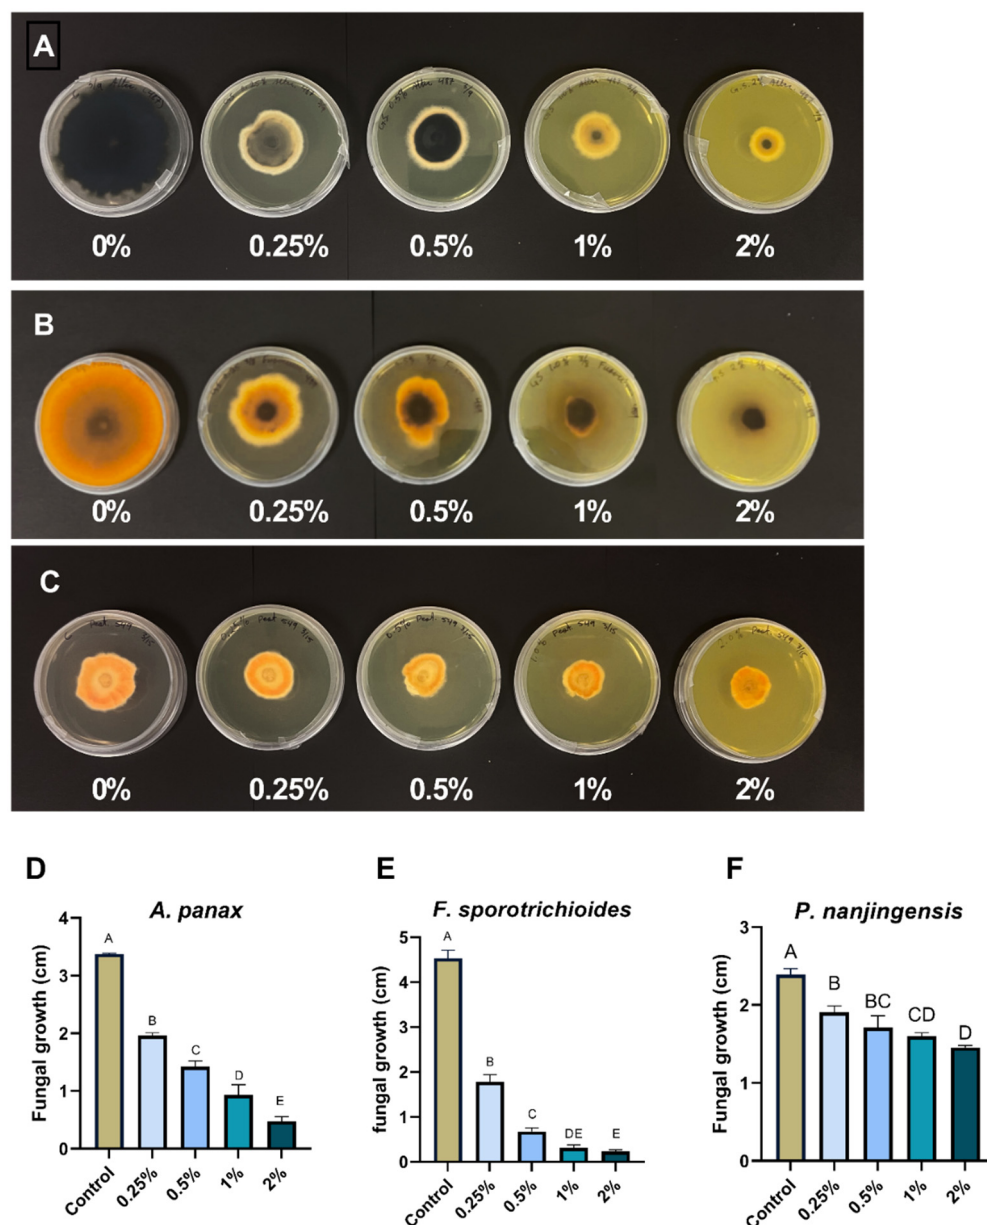 A
0% 0.25% 0.5% 1% 2%
B
0% 0.25% 0.5% 1% 2%
C
0% 0.25% 0.5% 1% 2%
D
A. panax
Fungal growth (cm)
4
3
2
1
0
A
B
C
D
E
Control 0.25% 0.5% 1% 2%
E
F. sporotrichioides
fungal growth (cm)
5
4
3
2
1
0
A
B
C
DE
E
Control 0.25% 0.5% 1% 2%
F
P. nanjingensis
Fungal growth (cm)
3
2
1
0
A
B
BC
CD
D
Control 0.25% 0.5% 1% 2%